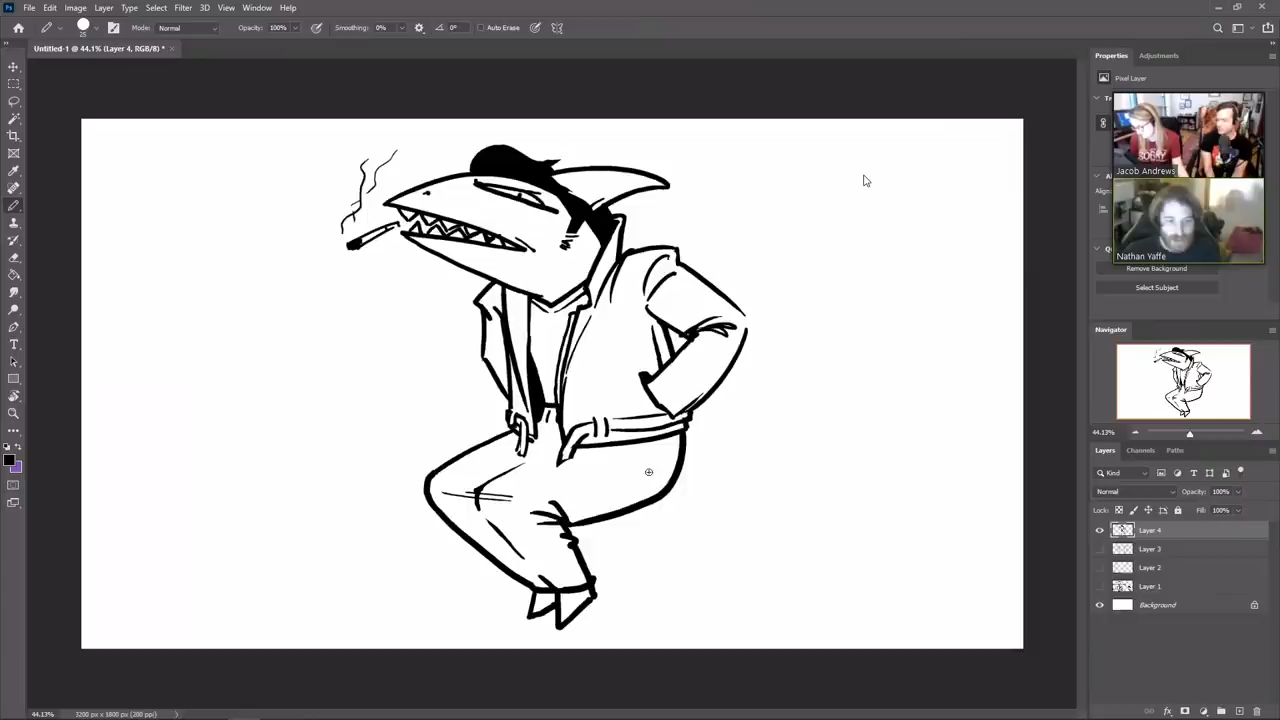 Ps File Edit Image Layer Type Select Filter 3D View Window Help
25 Mode: Normal Opacity: 100% Smoothing: 0% 0° Auto Erase
Untitled-1 @ 44.1% (Layer 4, RGB/8) * ×
Properties Adjustments
Pixel Layer
SORRY
Jacob Andrews
Nathan Yaffe
Remove Background
Select Subject
Navigator
44.13%
Layers Channels Paths
Kind
Normal Opacity: 100%
Lock: Fill: 100%
Layer 4
Layer 3
Layer 2
Layer 1
Background
44.13% 3200 px x 1800 px (200 ppi)